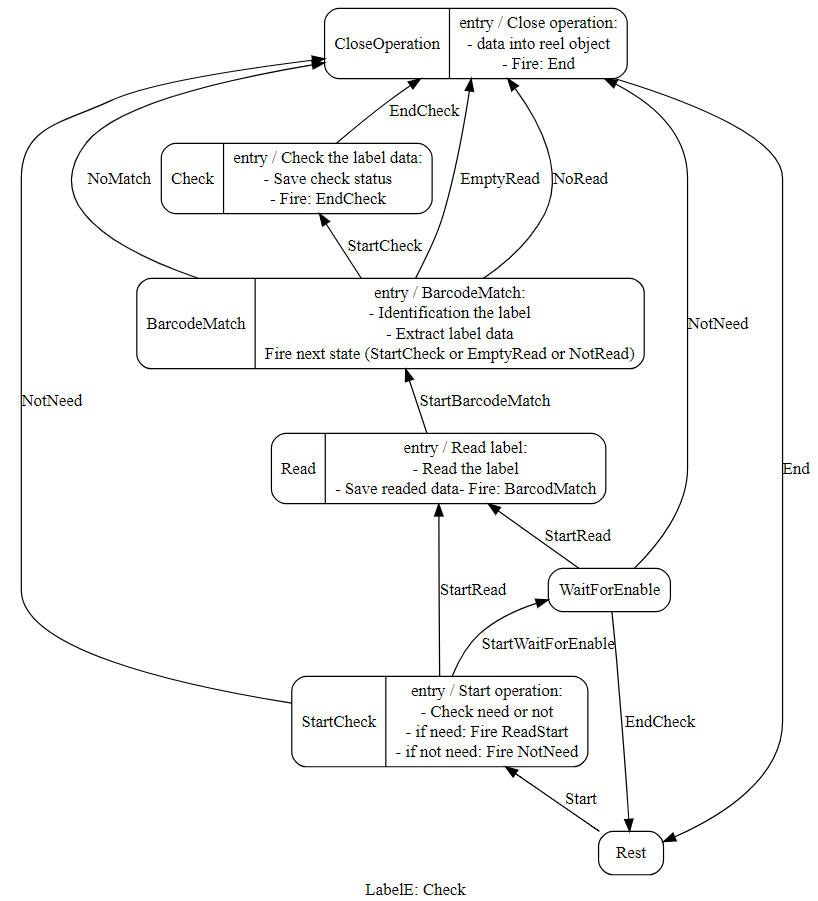 CloseOperation
entry / Close operation:
- data into reel object
- Fire: End
EndCheck
NoMatch
Check
entry / Check the label data:
- Save check status
- Fire: EndCheck
EmptyRead
NoRead
StartCheck
BarcodeMatch
entry / BarcodeMatch:
- Identification the label
- Extract label data
Fire next state (StartCheck or EmptyRead or NotRead)
NotNeed
NotNeed
StartBarcodeMatch
Read
entry / Read label:
- Read the label
- Save readed data- Fire: BarcodMatch
End
StartRead
StartRead
WaitForEnable
StartWaitForEnable
StartCheck
entry / Start operation:
- Check need or not
- if need: Fire ReadStart
- if not need: Fire NotNeed
EndCheck
Start
Rest
LabelE: Check